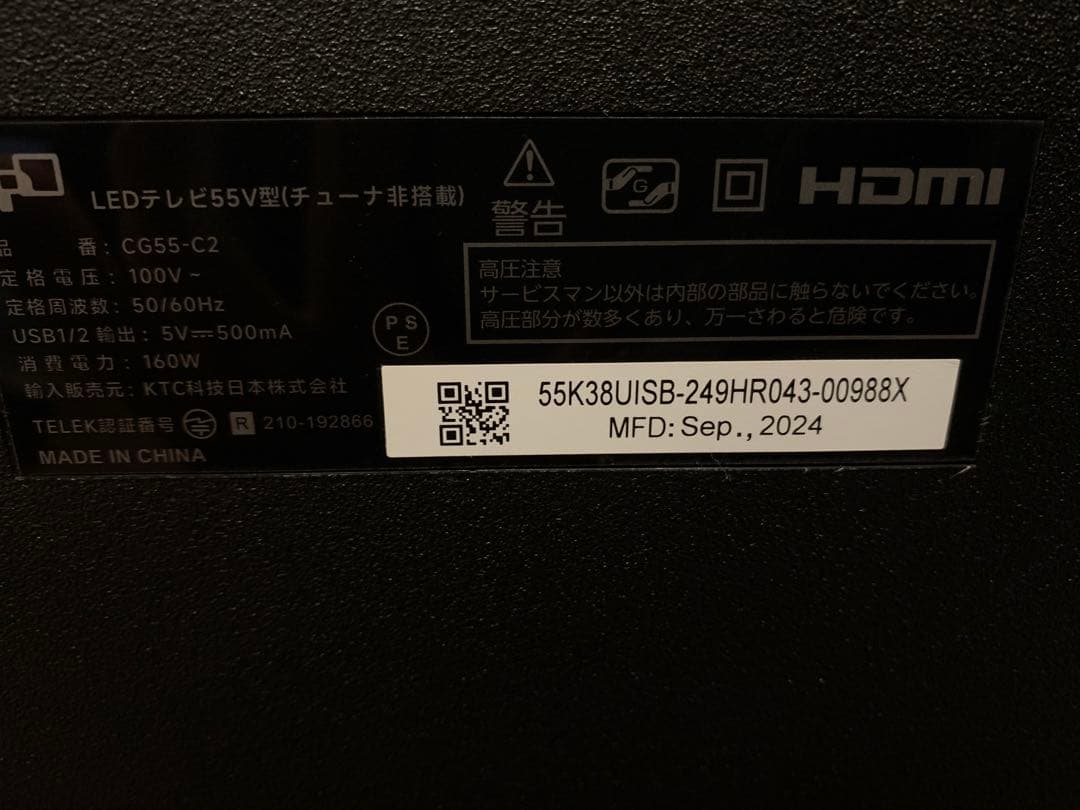 LEDテレビ55V型(チューナ非搭載)
品番: CG55-C2
定格電圧: 100V ~
定格周波数: 50/60Hz
USB1/2 輸出: 5V⎓500mA
消費電力: 160W
輸入販売元: KTC科技日本株式会社
TELEK認証番号 R 210-192866
MADE IN CHINA
PSE
警告
G
HDMI
高圧注意
サービスマン以外は内部の部品に触らないでください。
高圧部分が数多くあり、万一さわると危険です。
55K38UISB-249HR043-00988X
MFD: Sep., 2024